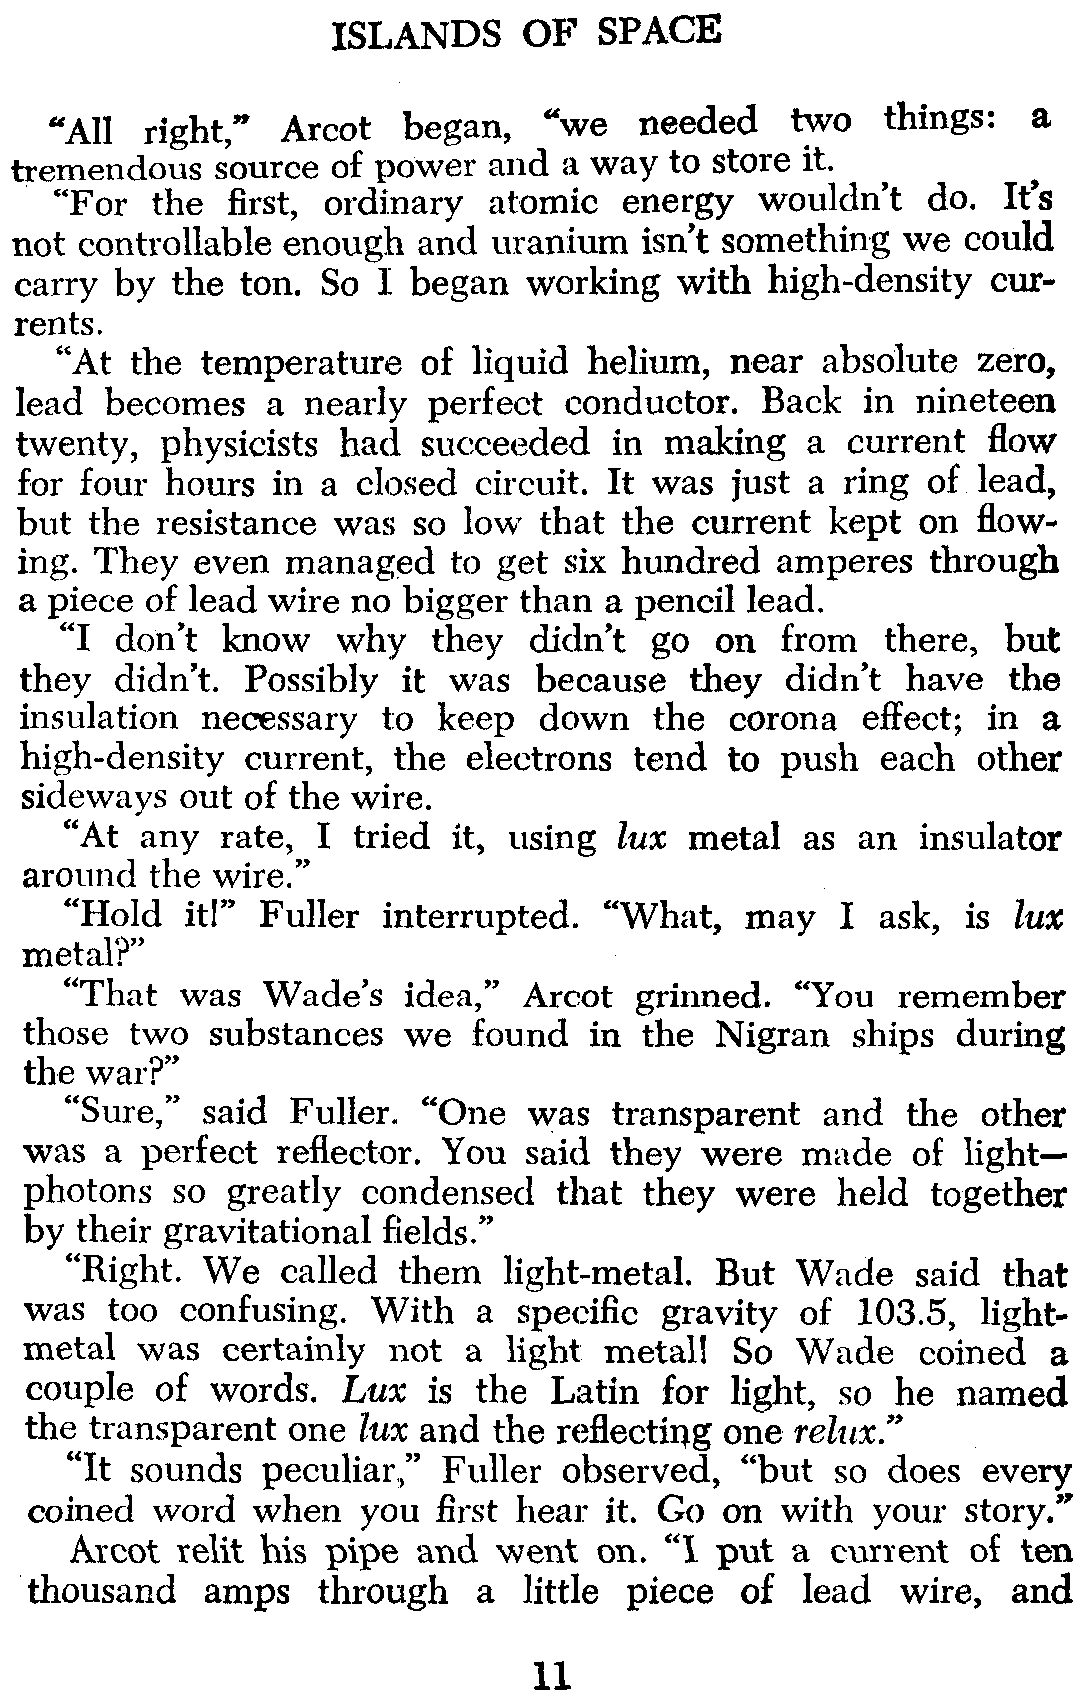 ISLANDS OF SPACE
“All right,” Arcot began, “we needed two things: a
tremendous source of power and a way to store it.
“For the first, ordinary atomic energy wouldn’t do. It’s
not controllable enough and uranium isn’t something we could
carry by the ton. So I began working with high-density cur-
rents.
“At the temperature of liquid helium, near absolute zero,
lead becomes a nearly perfect conductor. Back in nineteen
twenty, physicists had succeeded in making a current flow
for four hours in a closed circuit. It was just a ring of lead,
but the resistance was so low that the current kept on flow-
ing. They even managed to get six hundred amperes through
a piece of lead wire no bigger than a pencil lead.
“I don’t know why they didn’t go on from there, but
they didn’t. Possibly it was because they didn’t have the
insulation necessary to keep down the corona effect; in a
high-density current, the electrons tend to push each other
sideways out of the wire.
“At any rate, I tried it, using lux metal as an insulator
around the wire.”
“Hold it!” Fuller interrupted. “What, may I ask, is lux
metal?”
“That was Wade’s idea,” Arcot grinned. “You remember
those two substances we found in the Nigran ships during
the war?”
“Sure,” said Fuller. “One was transparent and the other
was a perfect reflector. You said they were made of light—
photons so greatly condensed that they were held together
by their gravitational fields.”
“Right. We called them light-metal. But Wade said that
was too confusing. With a specific gravity of 103.5, light-
metal was certainly not a light metal! So Wade coined a
couple of words. Lux is the Latin for light, so he named
the transparent one lux and the reflecting one relux.”
“It sounds peculiar,” Fuller observed, “but so does every
coined word when you first hear it. Go on with your story.”
Arcot relit his pipe and went on. “I put a current of ten
thousand amps through a little piece of lead wire, and
11